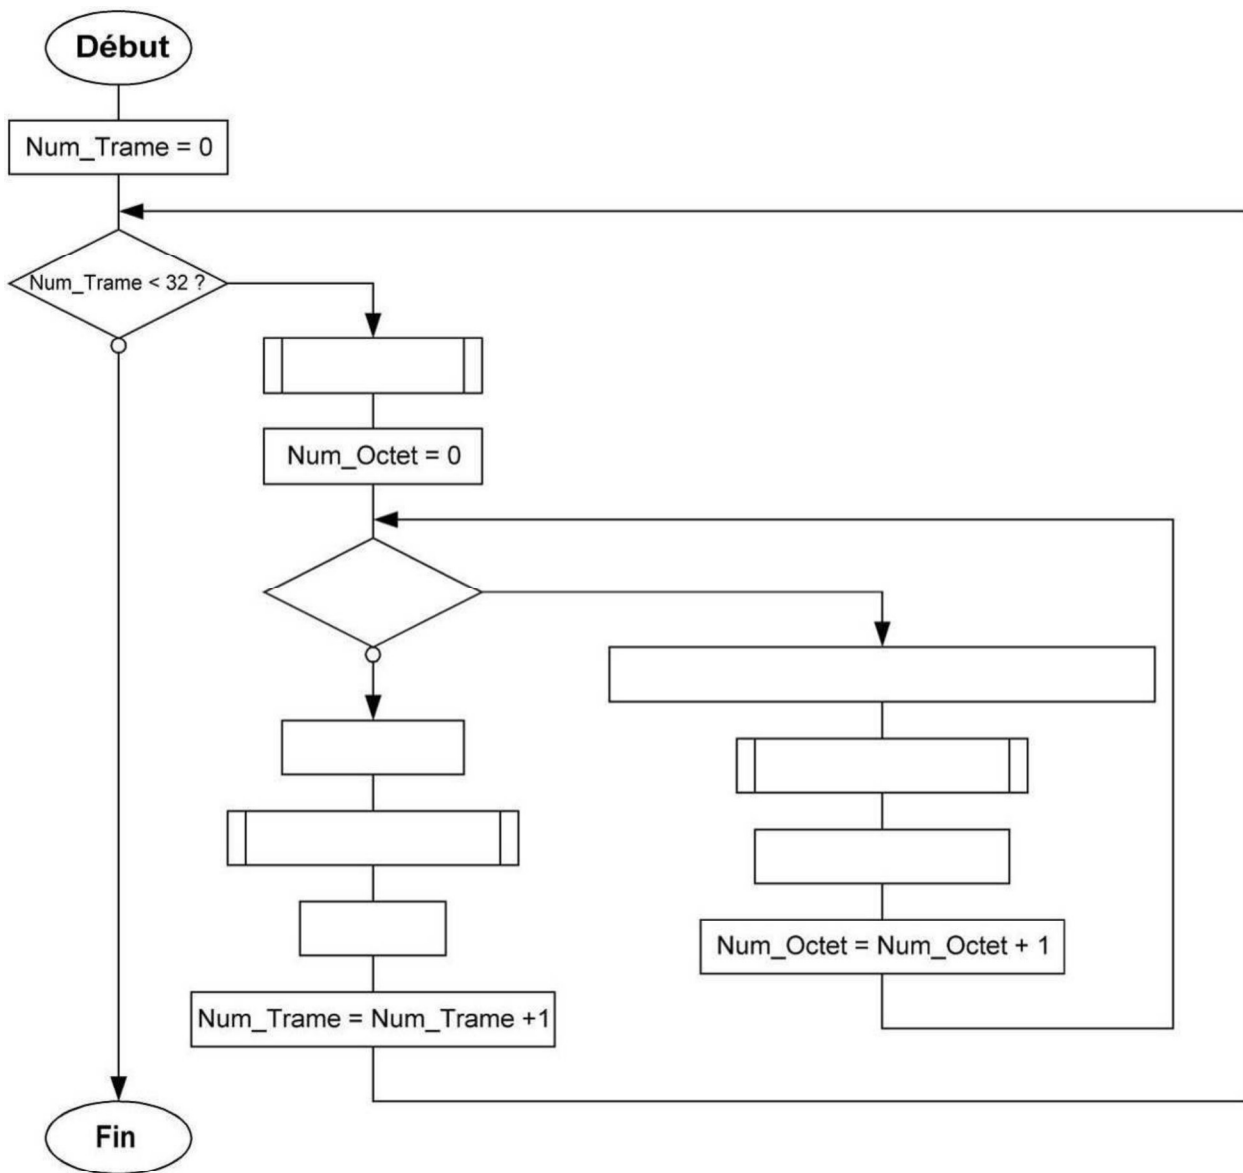 Début
Num_Trame = 0
Num_Trame < 32 ?
Num_Octet = 0
Num_Octet = Num_Octet + 1
Num_Trame = Num_Trame +1
Fin